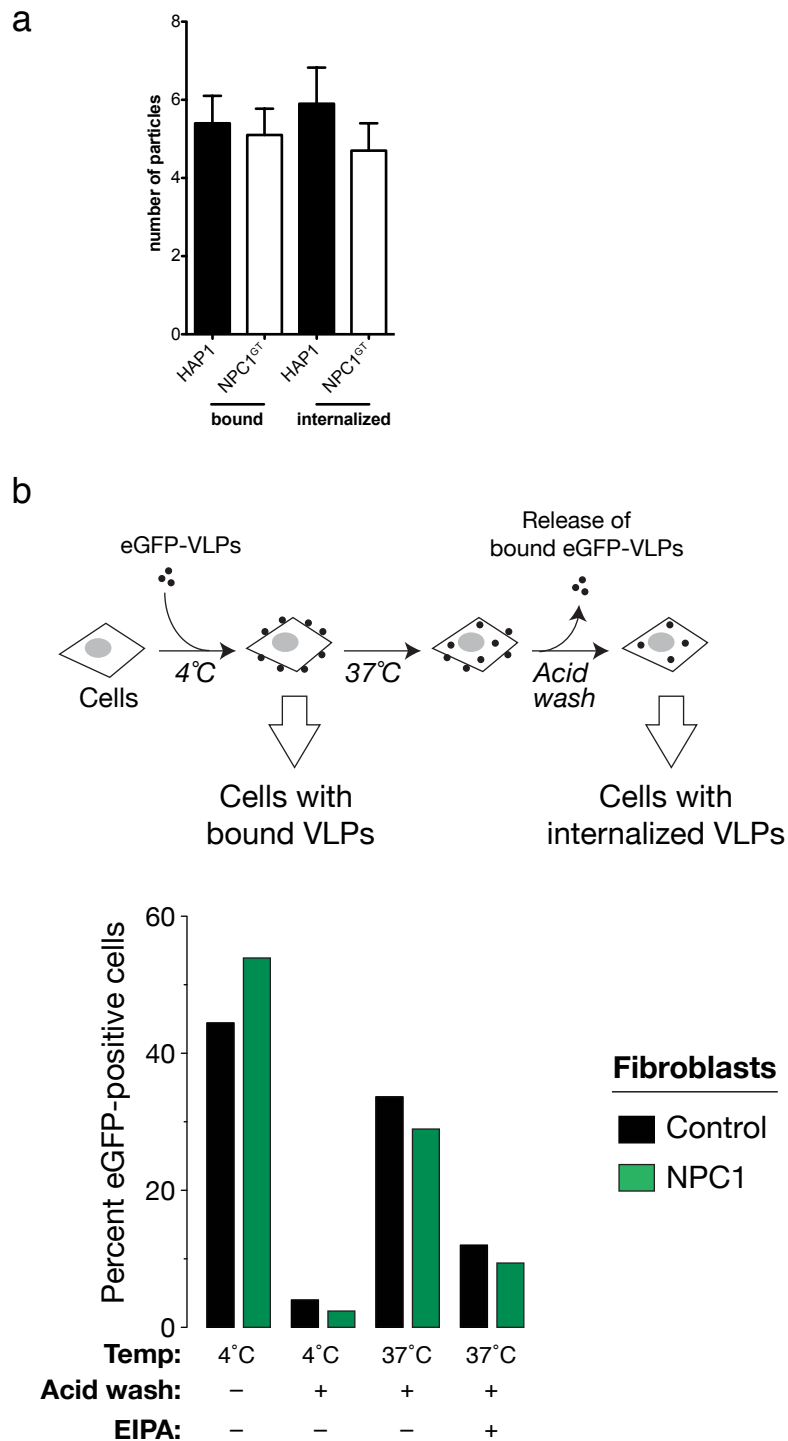 a
8
6
4
2
0
number of particles
HAP1
NPC1GT
HAP1
NPC1GT
bound
internalized
b
eGFP-VLPs
Release of
bound eGFP-VLPs
Cells
4˚C
37˚C
Acid
wash
Cells with
bound VLPs
Cells with
internalized VLPs
60
40
20
0
Percent eGFP-positive cells
Fibroblasts
Control
NPC1
Temp: 4˚C 4˚C 37˚C 37˚C
Acid wash: – + + +
EIPA: – – – +